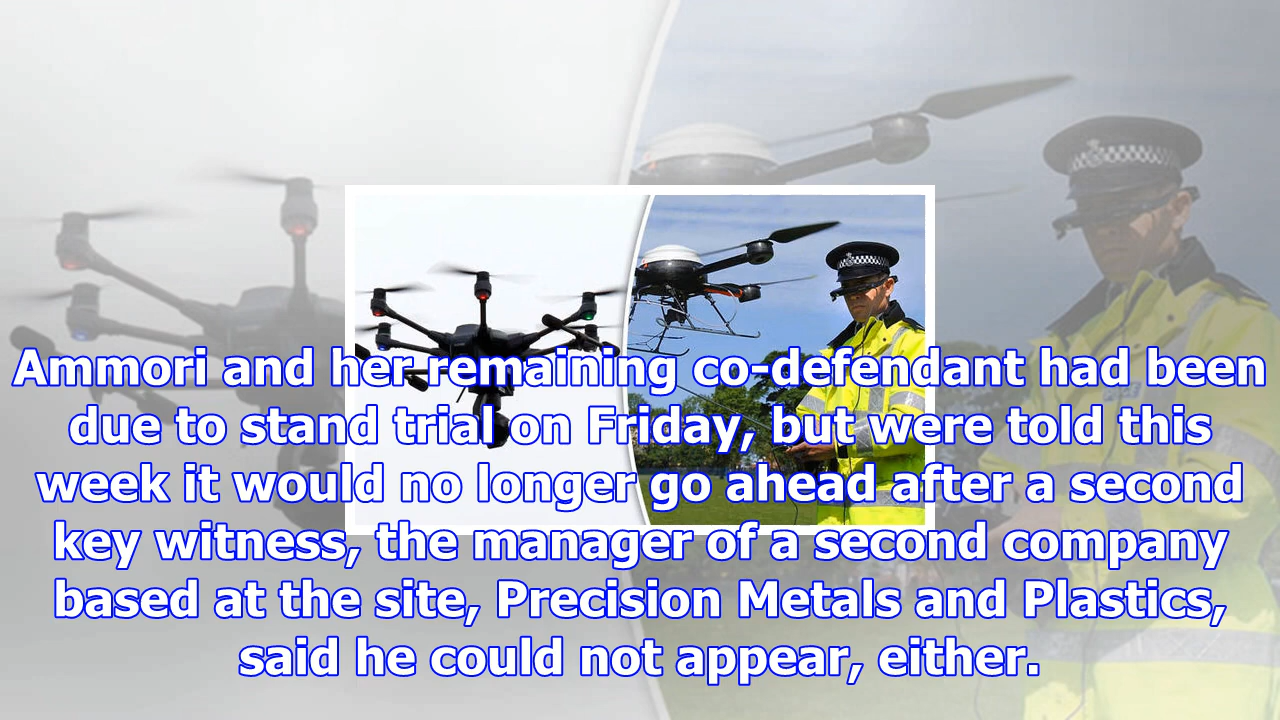 Ammori and her remaining co-defendant had been
due to stand trial on Friday, but were told this
week it would no longer go ahead after a second
key witness, the manager of a second company
based at the site, Precision Metals and Plastics,
said he could not appear, either.